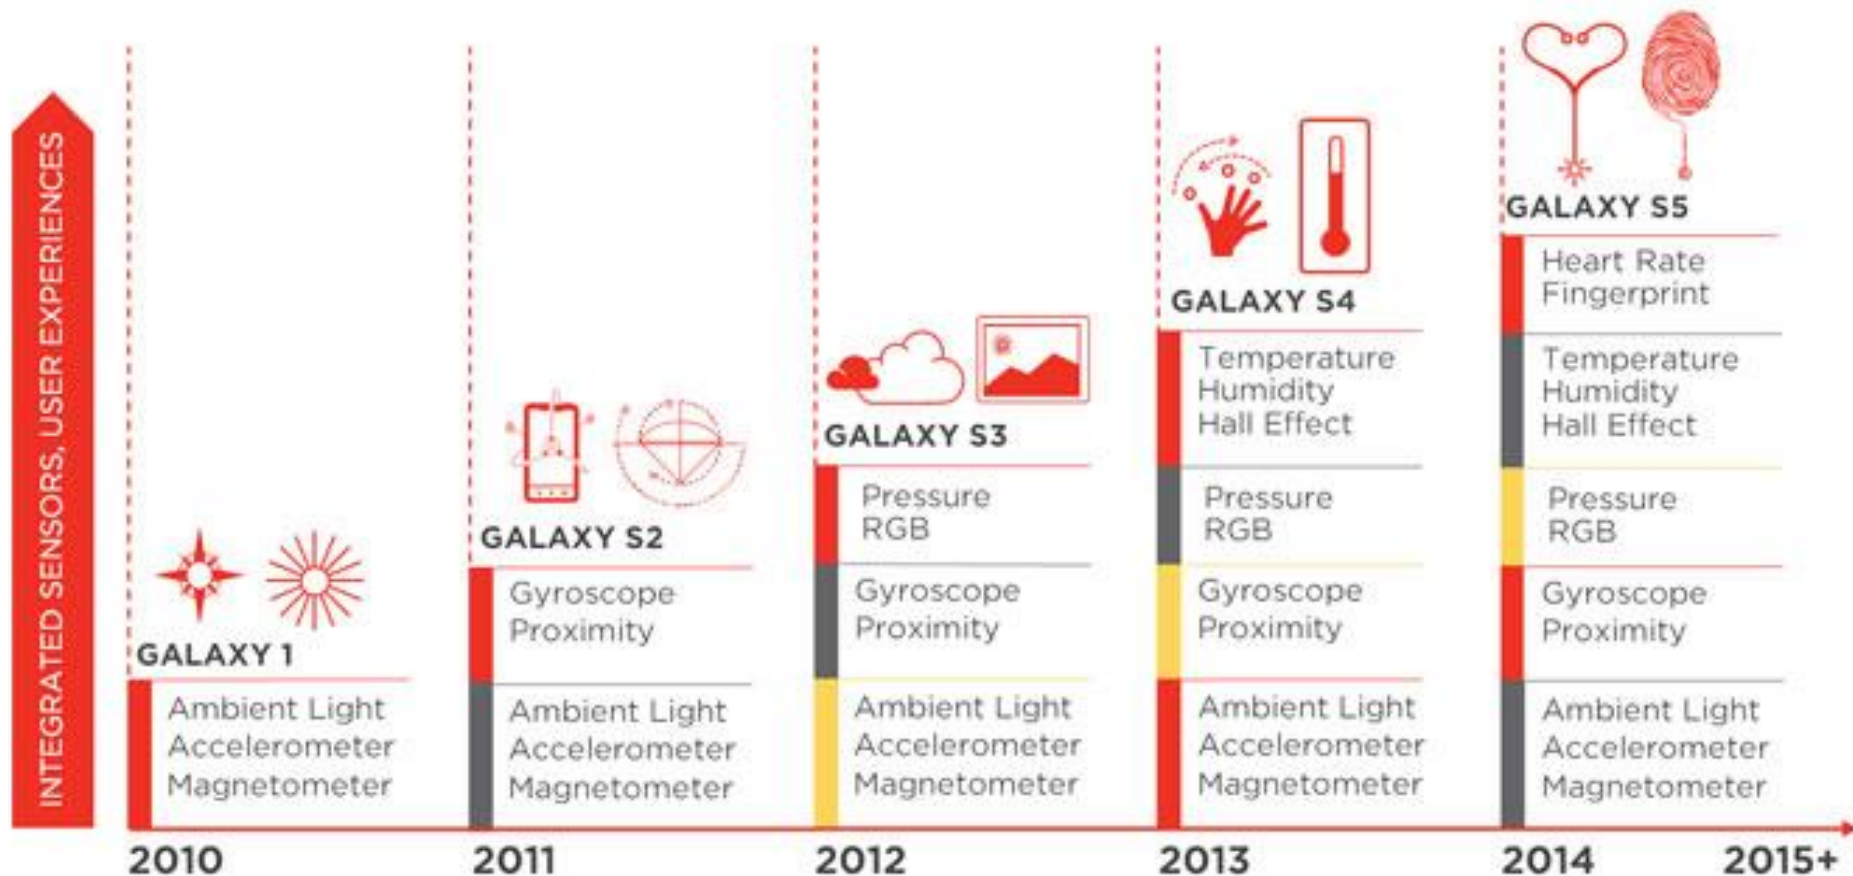 INTEGRATED SENSORS, USER EXPERIENCES
GALAXY 1
Ambient Light
Accelerometer
Magnetometer
2010
GALAXY S2
Gyroscope
Proximity
Ambient Light
Accelerometer
Magnetometer
2011
GALAXY S3
Pressure
RGB
Gyroscope
Proximity
Ambient Light
Accelerometer
Magnetometer
2012
GALAXY S4
Temperature
Humidity
Hall Effect
Pressure
RGB
Gyroscope
Proximity
Ambient Light
Accelerometer
Magnetometer
2013
GALAXY S5
Heart Rate
Fingerprint
Temperature
Humidity
Hall Effect
Pressure
RGB
Gyroscope
Proximity
Ambient Light
Accelerometer
Magnetometer
2014
2015+